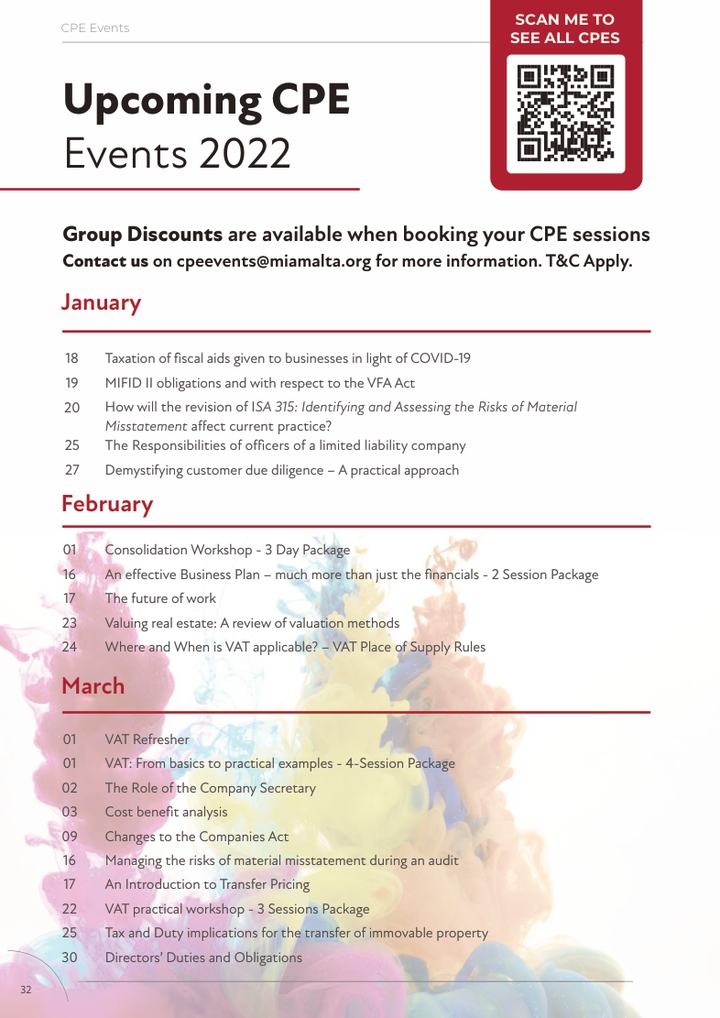 CPE Events
SCAN ME TO
SEE ALL CPES
Upcoming CPE
Events 2022
Group Discounts are available when booking your CPE sessions
Contact us on cpeevents@miamalta.org for more information. T&C Apply.
January
18 Taxation of fiscal aids given to businesses in light of COVID-19
19 MIFID II obligations and with respect to the VFA Act
20 How will the revision of ISA 315: Identifying and Assessing the Risks of Material
Misstatement affect current practice?
25 The Responsibilities of officers of a limited liability company
27 Demystifying customer due diligence – A practical approach
February
01 Consolidation Workshop - 3 Day Package
16 An effective Business Plan – much more than just the financials - 2 Session Package
17 The future of work
23 Valuing real estate: A review of valuation methods
24 Where and When is VAT applicable? – VAT Place of Supply Rules
March
01 VAT Refresher
01 VAT: From basics to practical examples - 4-Session Package
02 The Role of the Company Secretary
03 Cost benefit analysis
09 Changes to the Companies Act
16 Managing the risks of material misstatement during an audit
17 An Introduction to Transfer Pricing
22 VAT practical workshop - 3 Sessions Package
25 Tax and Duty implications for the transfer of immovable property
30 Directors' Duties and Obligations
32